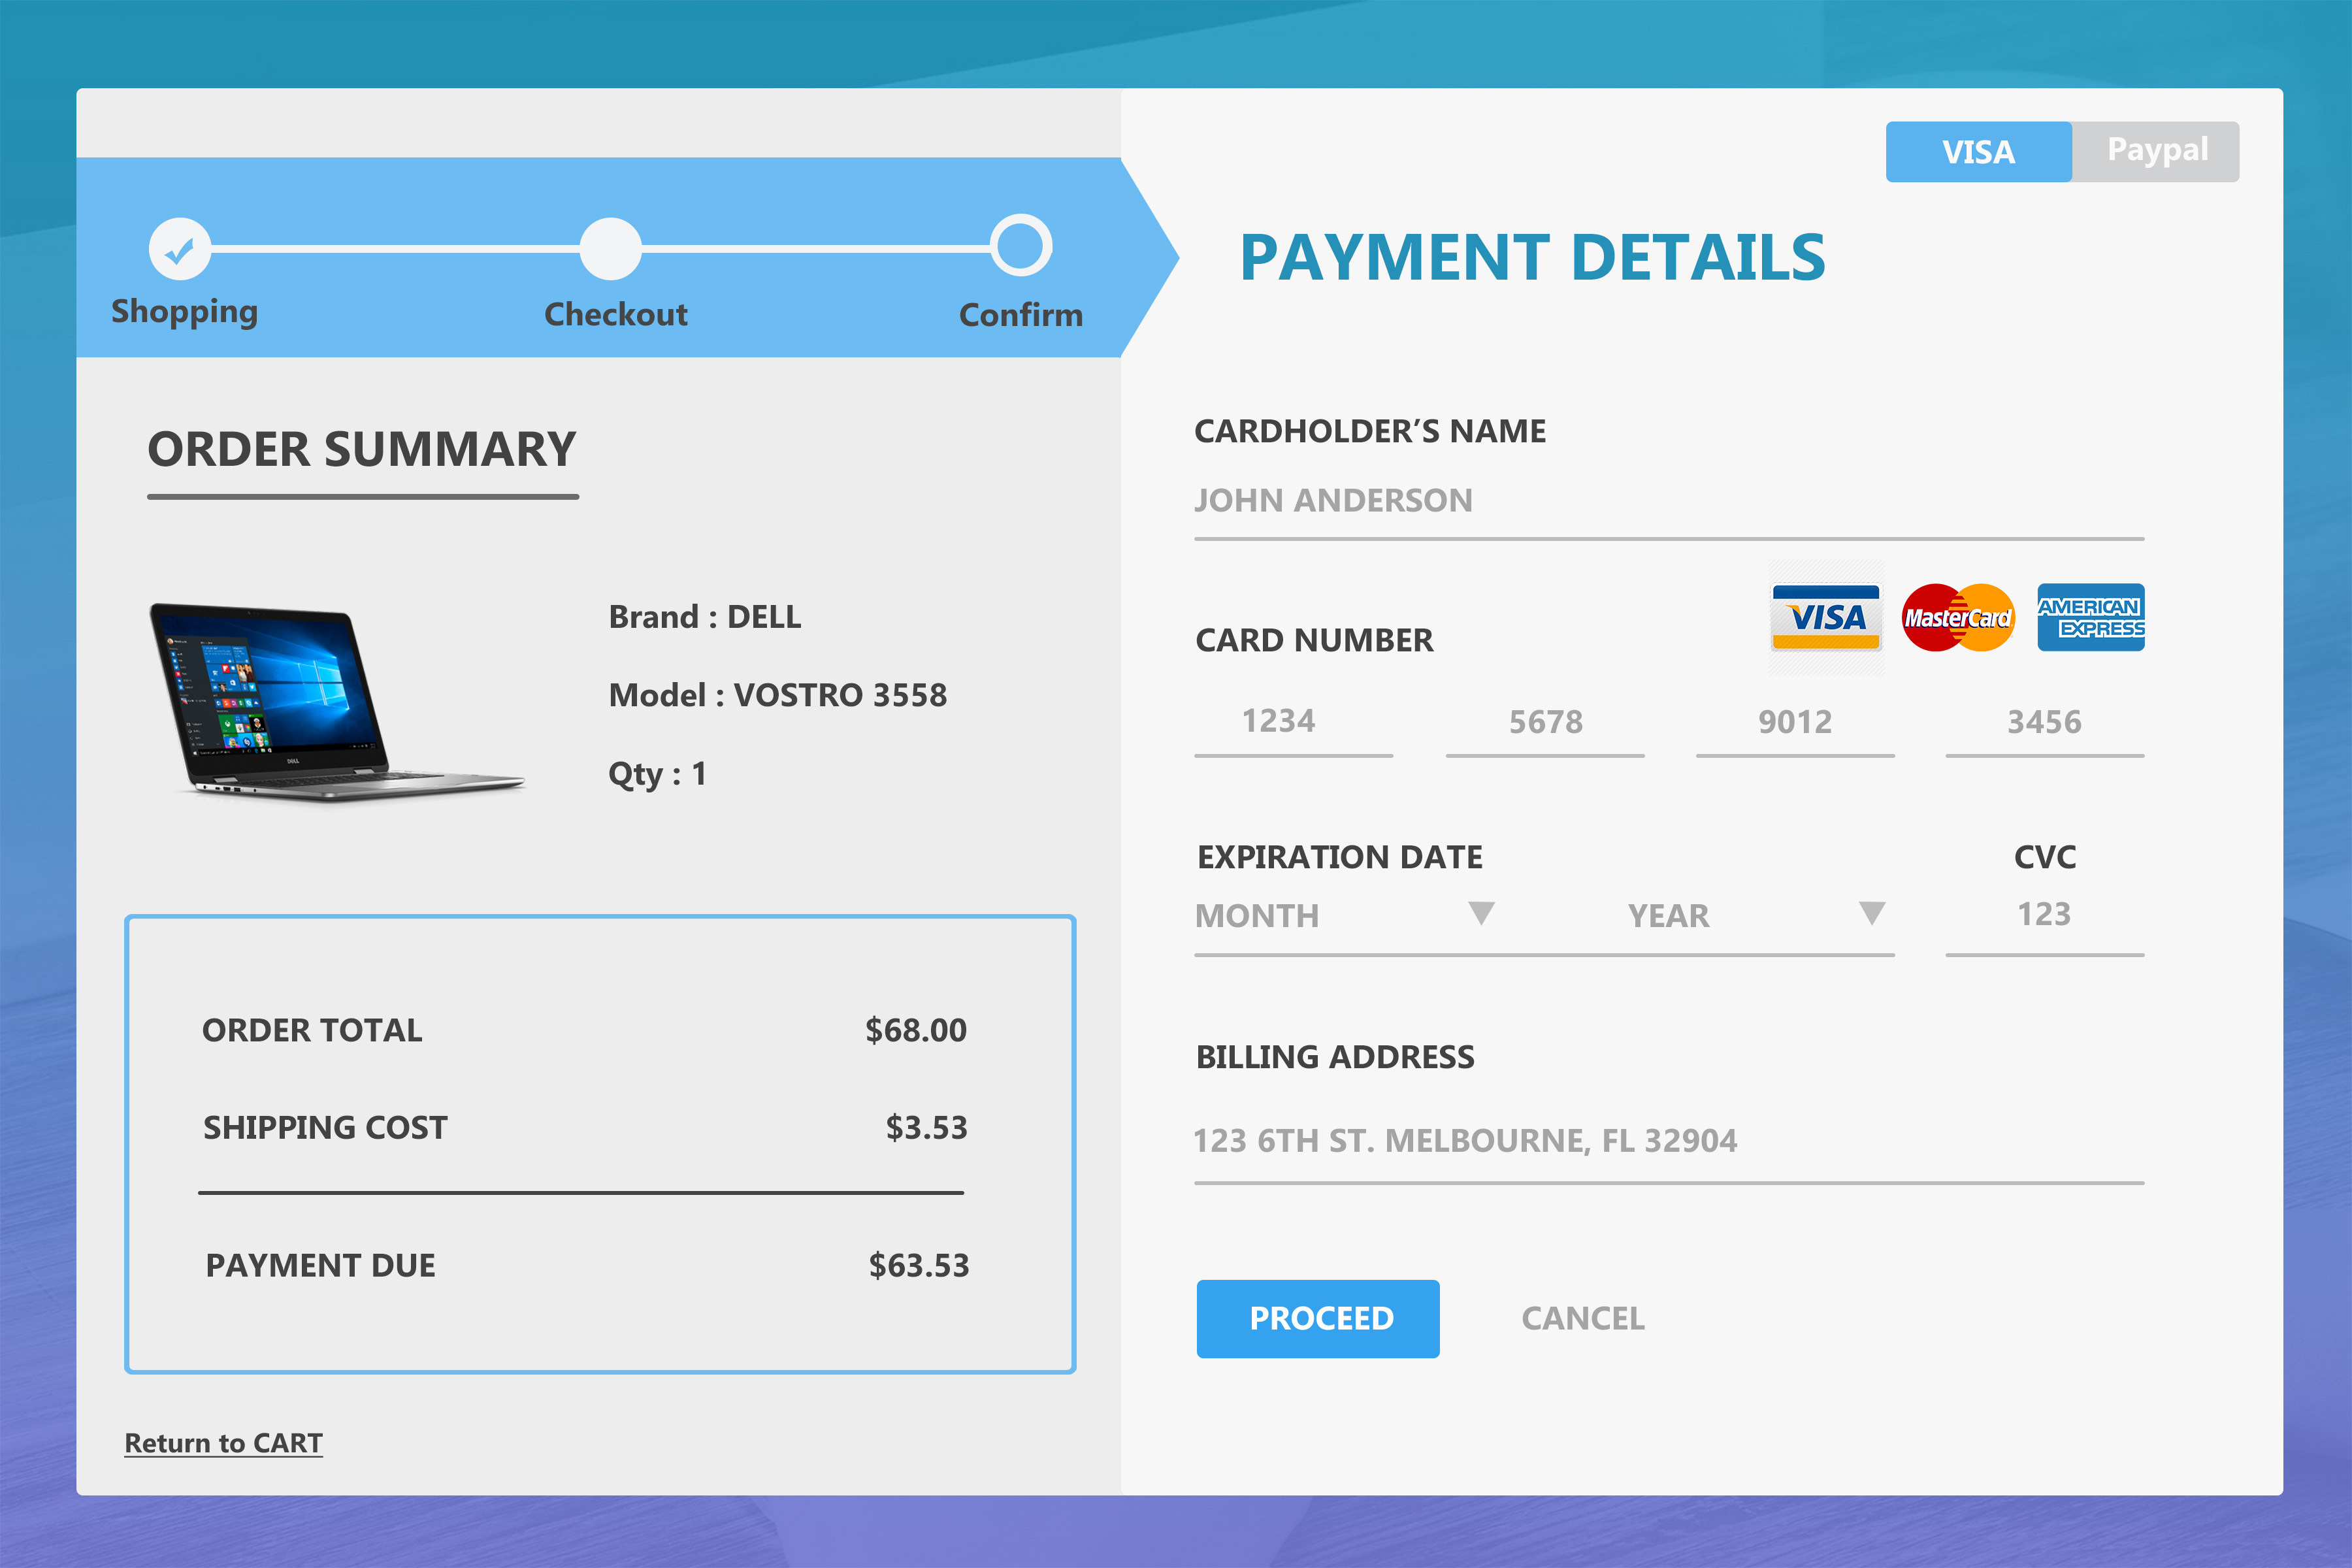 VISA
Paypal
Shopping
Checkout
Confirm
PAYMENT DETAILS
ORDER SUMMARY
Brand : DELL
Model : VOSTRO 3558
Qty : 1
DELL
ORDER TOTAL $68.00
SHIPPING COST $3.53
PAYMENT DUE $63.53
Return to CART
CARDHOLDER’S NAME
JOHN ANDERSON
CARD NUMBER
VISA
MasterCard
AMERICAN
EXPRESS
1234 5678 9012 3456
EXPIRATION DATE CVC
MONTH YEAR 123
BILLING ADDRESS
123 6TH ST. MELBOURNE, FL 32904
PROCEED CANCEL